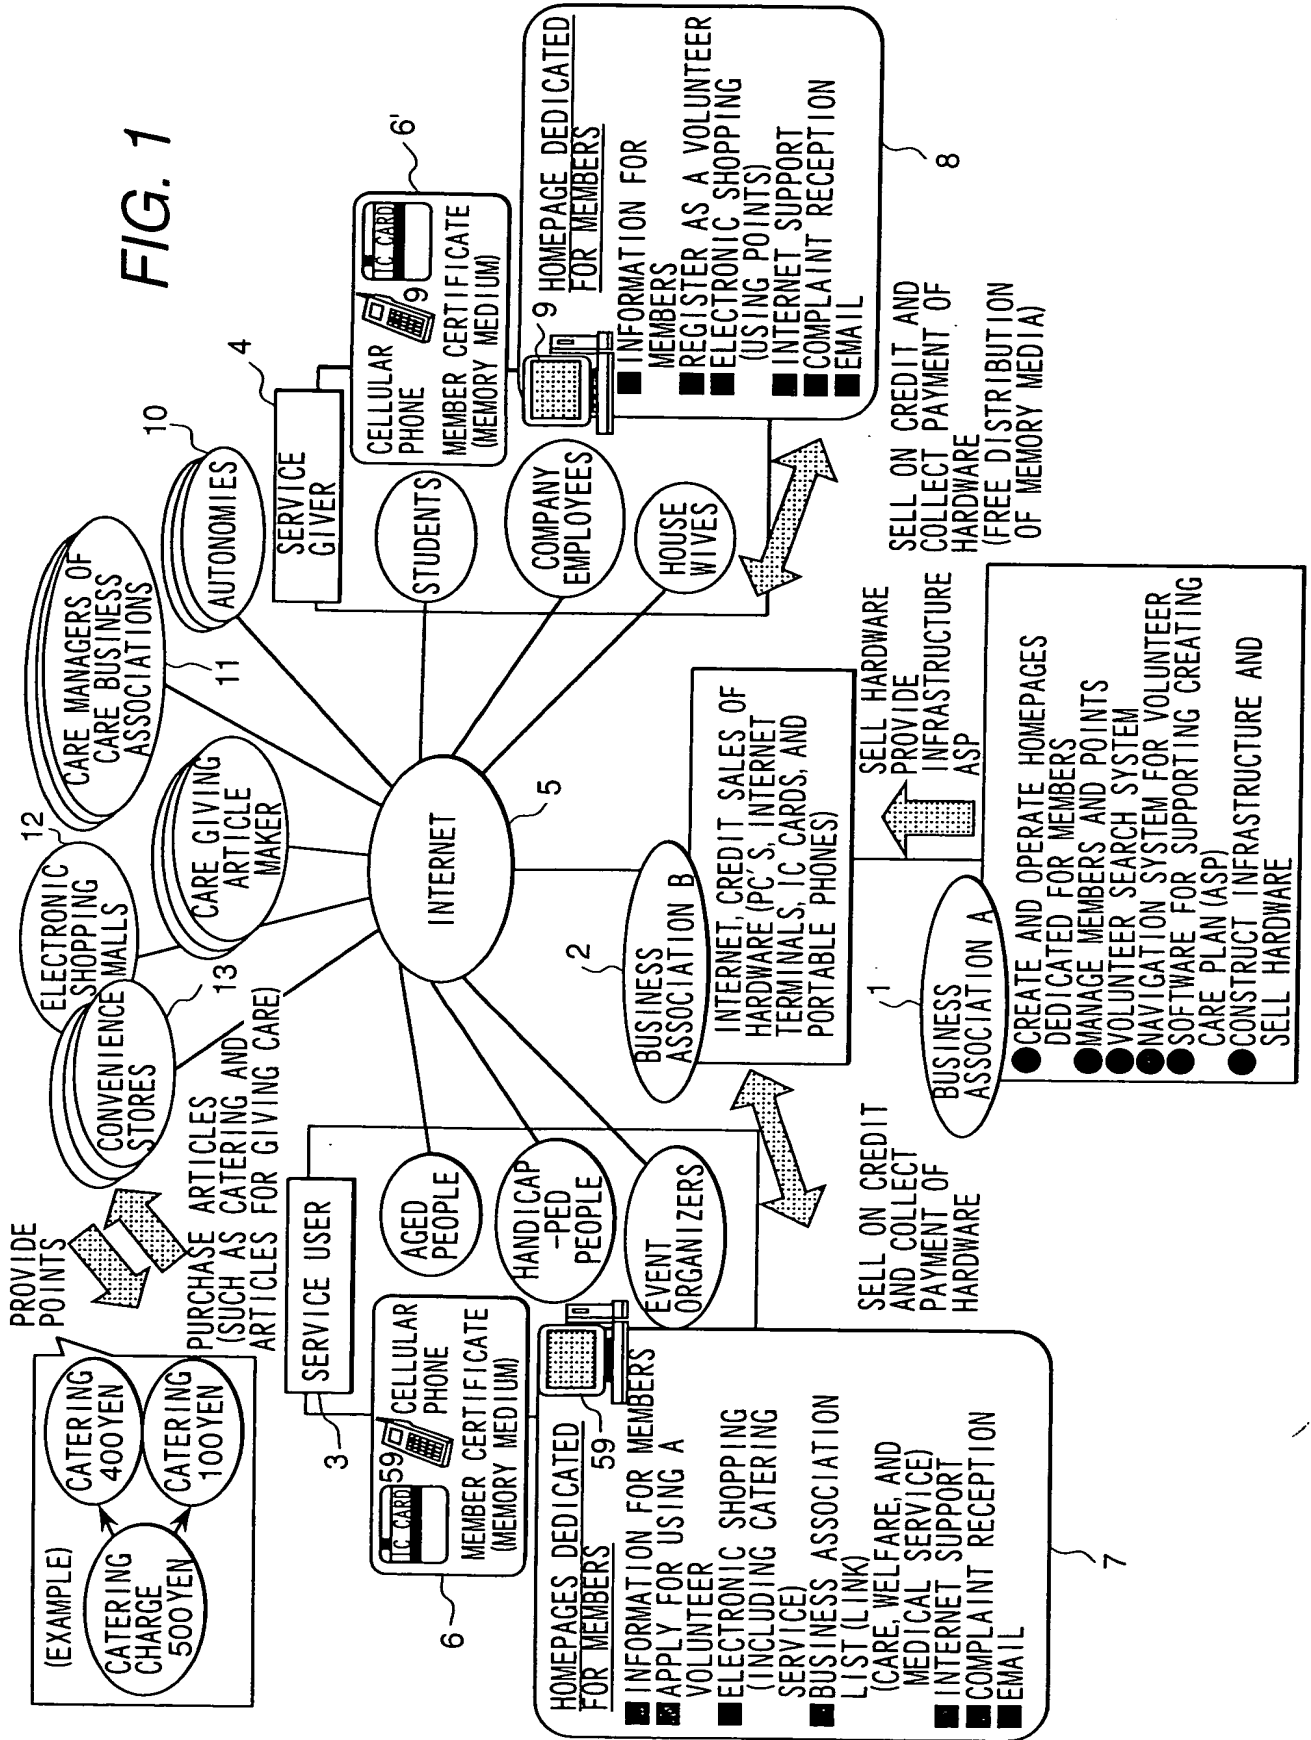 FIG. 1
(EXAMPLE)
CATERING
CHARGE
500YEN
CATERING
400YEN
CATERING
100YEN
PROVIDE
POINTS
PURCHASE ARTICLES
(SUCH AS CATERING AND
ARTICLES FOR GIVING CARE)
CONVENIENCE
STORES
13
ELECTRONIC
SHOPPING
MALLS
12
CARE GIVING
ARTICLE
MAKER
CARE MANAGERS OF
CARE BUSINESS
ASSOCIATIONS
11
AUTONOMIES
10
3
SERVICE USER
6
IC CARD
59
CELLULAR
PHONE
MEMBER CERTIFICATE
(MEMORY MEDIUM)
AGED
PEOPLE
HANDICAP
-PED
PEOPLE
EVENT
ORGANIZERS
HOMEPAGES DEDICATED
FOR MEMBERS
59
■ INFORMATION FOR MEMBERS
■ APPLY FOR USING A
VOLUNTEER
■ ELECTRONIC SHOPPING
(INCLUDING CATERING
SERVICE)
■ BUSINESS ASSOCIATION
LIST (LINK)
(CARE, WELFARE, AND
MEDICAL SERVICE)
■ INTERNET SUPPORT
■ COMPLAINT RECEPTION
■ EMAIL
7
INTERNET
5
SERVICE
GIVER
4
STUDENTS
COMPANY
EMPLOYEES
HOUSE
WIVES
CELLULAR
PHONE
9
IC CARD
MEMBER CERTIFICATE
(MEMORY MEDIUM)
6'
9
HOMEPAGE DEDICATED
FOR MEMBERS
■ INFORMATION FOR
MEMBERS
■ REGISTER AS A VOLUNTEER
■ ELECTRONIC SHOPPING
(USING POINTS)
■ INTERNET SUPPORT
■ COMPLAINT RECEPTION
■ EMAIL
8
2
BUSINESS
ASSOCIATION B
INTERNET, CREDIT SALES OF
HARDWARE (PC'S, INTERNET
TERMINALS, IC CARDS, AND
PORTABLE PHONES)
SELL ON CREDIT
AND COLLECT
PAYMENT OF
HARDWARE
SELL HARDWARE
PROVIDE
INFRASTRUCTURE
ASP
SELL ON CREDIT AND
COLLECT PAYMENT OF
HARDWARE
(FREE DISTRIBUTION
OF MEMORY MEDIA)
1
BUSINESS
ASSOCIATION A
● CREATE AND OPERATE HOMEPAGES
DEDICATED FOR MEMBERS
● MANAGE MEMBERS AND POINTS
● VOLUNTEER SEARCH SYSTEM
● NAVIGATION SYSTEM FOR VOLUNTEER
● SOFTWARE FOR SUPPORTING CREATING
CARE PLAN (ASP)
● CONSTRUCT INFRASTRUCTURE AND
SELL HARDWARE